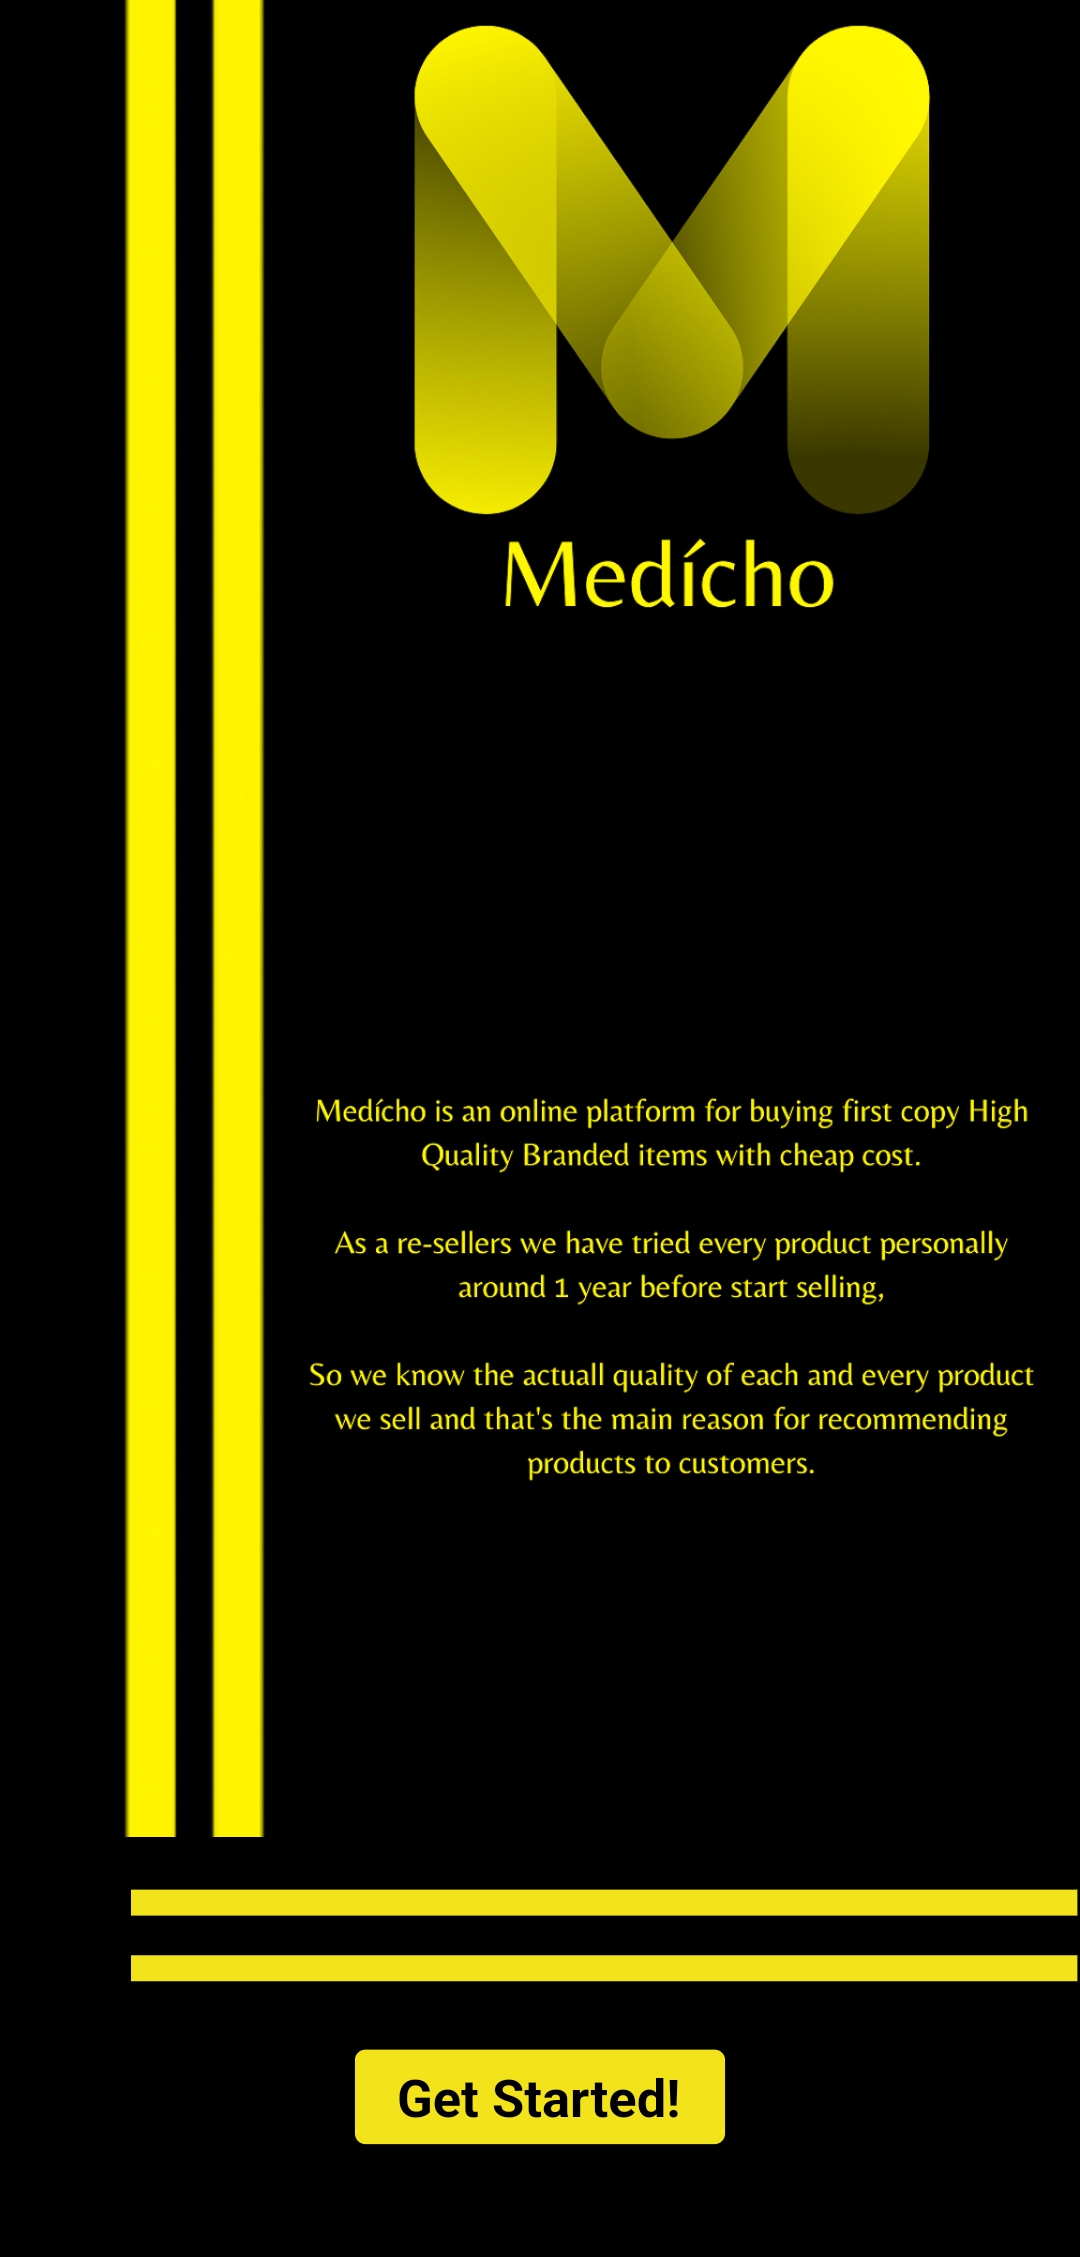 Medícho
Medícho is an online platform for buying first copy High
Quality Branded items with cheap cost.
As a re-sellers we have tried every product personally
around 1 year before start selling,
So we know the actuall quality of each and every product
we sell and that's the main reason for recommending
products to customers.
Get Started!